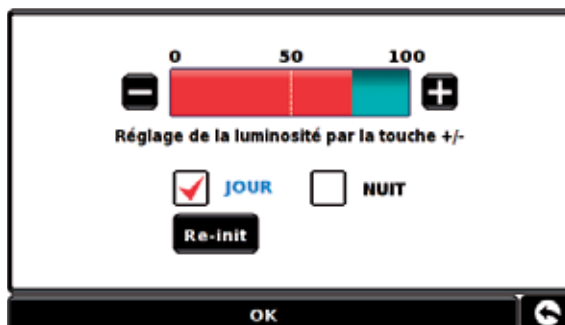 0 50 100
Réglage de la luminosité par la touche +/-
JOUR NUIT
Re-init
OK